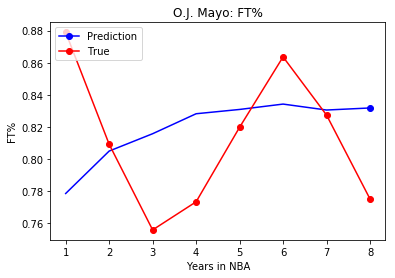 O.J. Mayo: FT%
Prediction
True
FT%
0.88
0.86
0.84
0.82
0.80
0.78
0.76
1 2 3 4 5 6 7 8
Years in NBA